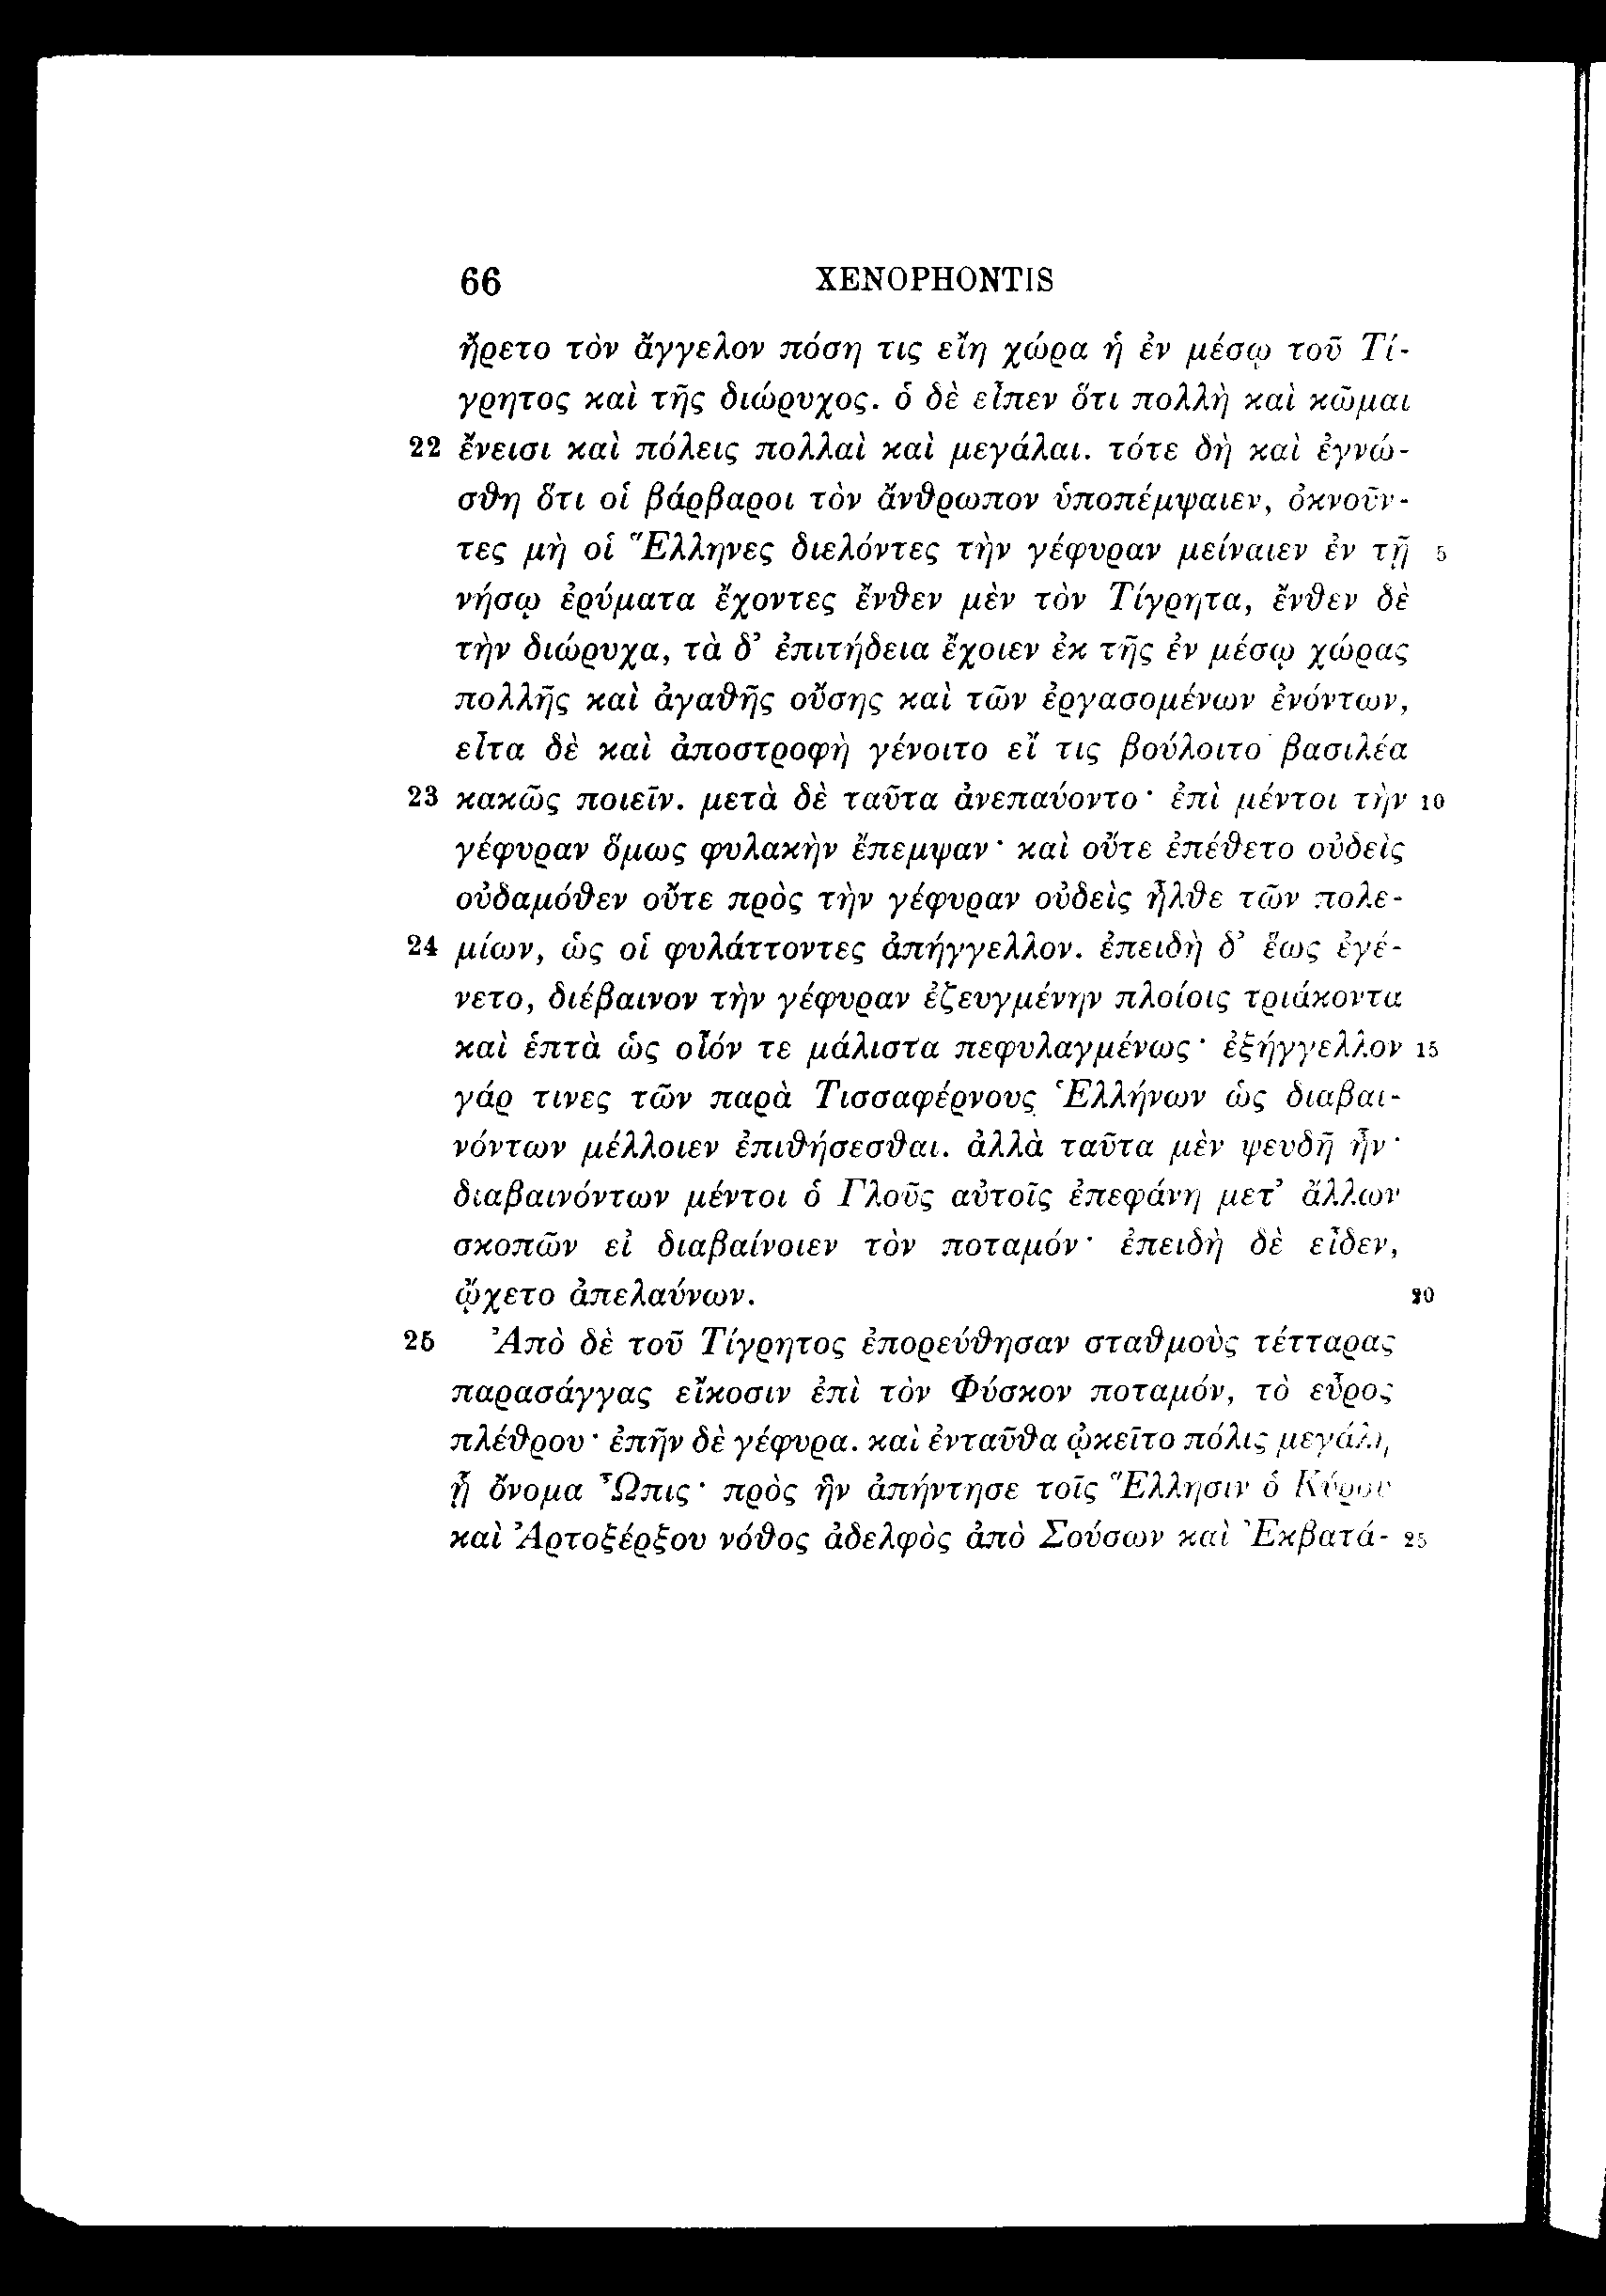 66 XENOPHONTIS
ἤρετο τὸν ἄγγελον πόση τις εἴη χώρα ἡ ἐν μέσῳ τοῦ Τί-
γρητος καὶ τῆς διώρυχος. ὁ δὲ εἶπεν ὅτι πολλὴ καὶ κῶμαι
22 ἔνεισι καὶ πόλεις πολλαὶ καὶ μεγάλαι. τότε δὴ καὶ ἐγνώ-
σθη ὅτι οἱ βάρβαροι τὸν ἄνθρωπον ὑποπέμψαιεν, ὀκνοῦν-
τες μὴ οἱ Ἕλληνες διελόντες τὴν γέφυραν μείναιεν ἐν τῇ 5
νήσῳ ἐρύματα ἔχοντες ἔνθεν μὲν τὸν Τίγρητα, ἔνθεν δὲ
τὴν διώρυχα, τὰ δ’ ἐπιτήδεια ἔχοιεν ἐκ τῆς ἐν μέσῳ χώρας
πολλῆς καὶ ἀγαθῆς οὔσης καὶ τῶν ἐργασομένων ἐνόντων,
εἶτα δὲ καὶ ἀποστροφὴ γένοιτο εἴ τις βούλοιτο βασιλέα
23 κακῶς ποιεῖν. μετὰ δὲ ταῦτα ἀνεπαύοντο· ἐπὶ μέντοι τὴν 10
γέφυραν ὅμως φυλακὴν ἔπεμψαν· καὶ οὔτε ἐπέθετο οὐδεὶς
οὐδαμόθεν οὔτε πρὸς τὴν γέφυραν οὐδεὶς ἦλθε τῶν πολε-
24 μίων, ὡς οἱ φυλάττοντες ἀπήγγελλον. ἐπειδὴ δ’ ἕως ἐγέ-
νετο, διέβαινον τὴν γέφυραν ἐζευγμένην πλοίοις τριάκοντα
καὶ ἑπτὰ ὡς οἷόν τε μάλιστα πεφυλαγμένως· ἐξήγγελλον 15
γάρ τινες τῶν παρὰ Τισσαφέρνους Ἑλλήνων ὡς διαβαι-
νόντων μέλλοιεν ἐπιθήσεσθαι. ἀλλὰ ταῦτα μὲν ψευδῆ ἦν·
διαβαινόντων μέντοι ὁ Γλοῦς αὐτοῖς ἐπεφάνη μετ’ ἄλλων
σκοπῶν εἰ διαβαίνοιεν τὸν ποταμόν· ἐπειδὴ δὲ εἶδεν,
ᾤχετο ἀπελαύνων. 20
25 Ἀπὸ δὲ τοῦ Τίγρητος ἐπορεύθησαν σταθμοὺς τέτταρας
παρασάγγας εἴκοσιν ἐπὶ τὸν Φύσκον ποταμόν, τὸ εὖρος
πλέθρου· ἐπῆν δὲ γέφυρα. καὶ ἐνταῦθα ᾠκεῖτο πόλις μεγάλη
ᾗ ὄνομα Ὦπις· πρὸς ἣν ἀπήντησε τοῖς Ἕλλησιν ὁ Κύρου
καὶ Ἀρτοξέρξου νόθος ἀδελφὸς ἀπὸ Σούσων καὶ Ἐκβατά- 25